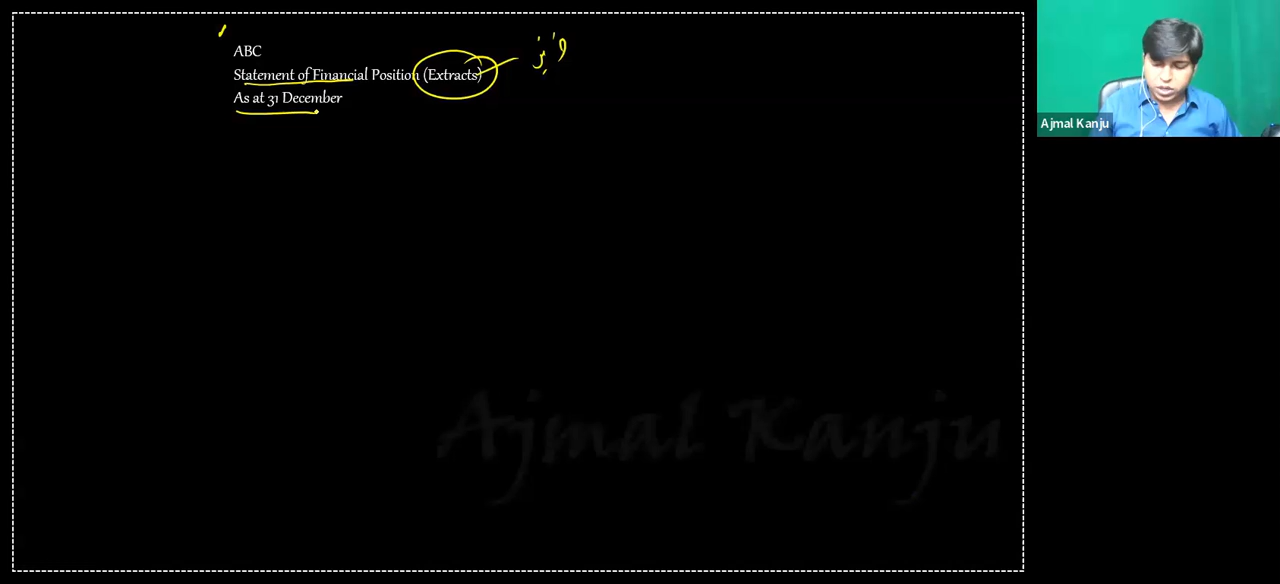 ABC
Statement of Financial Position (Extracts)
As at 31 December
Ajmal Kanju
Ajmal Kanju